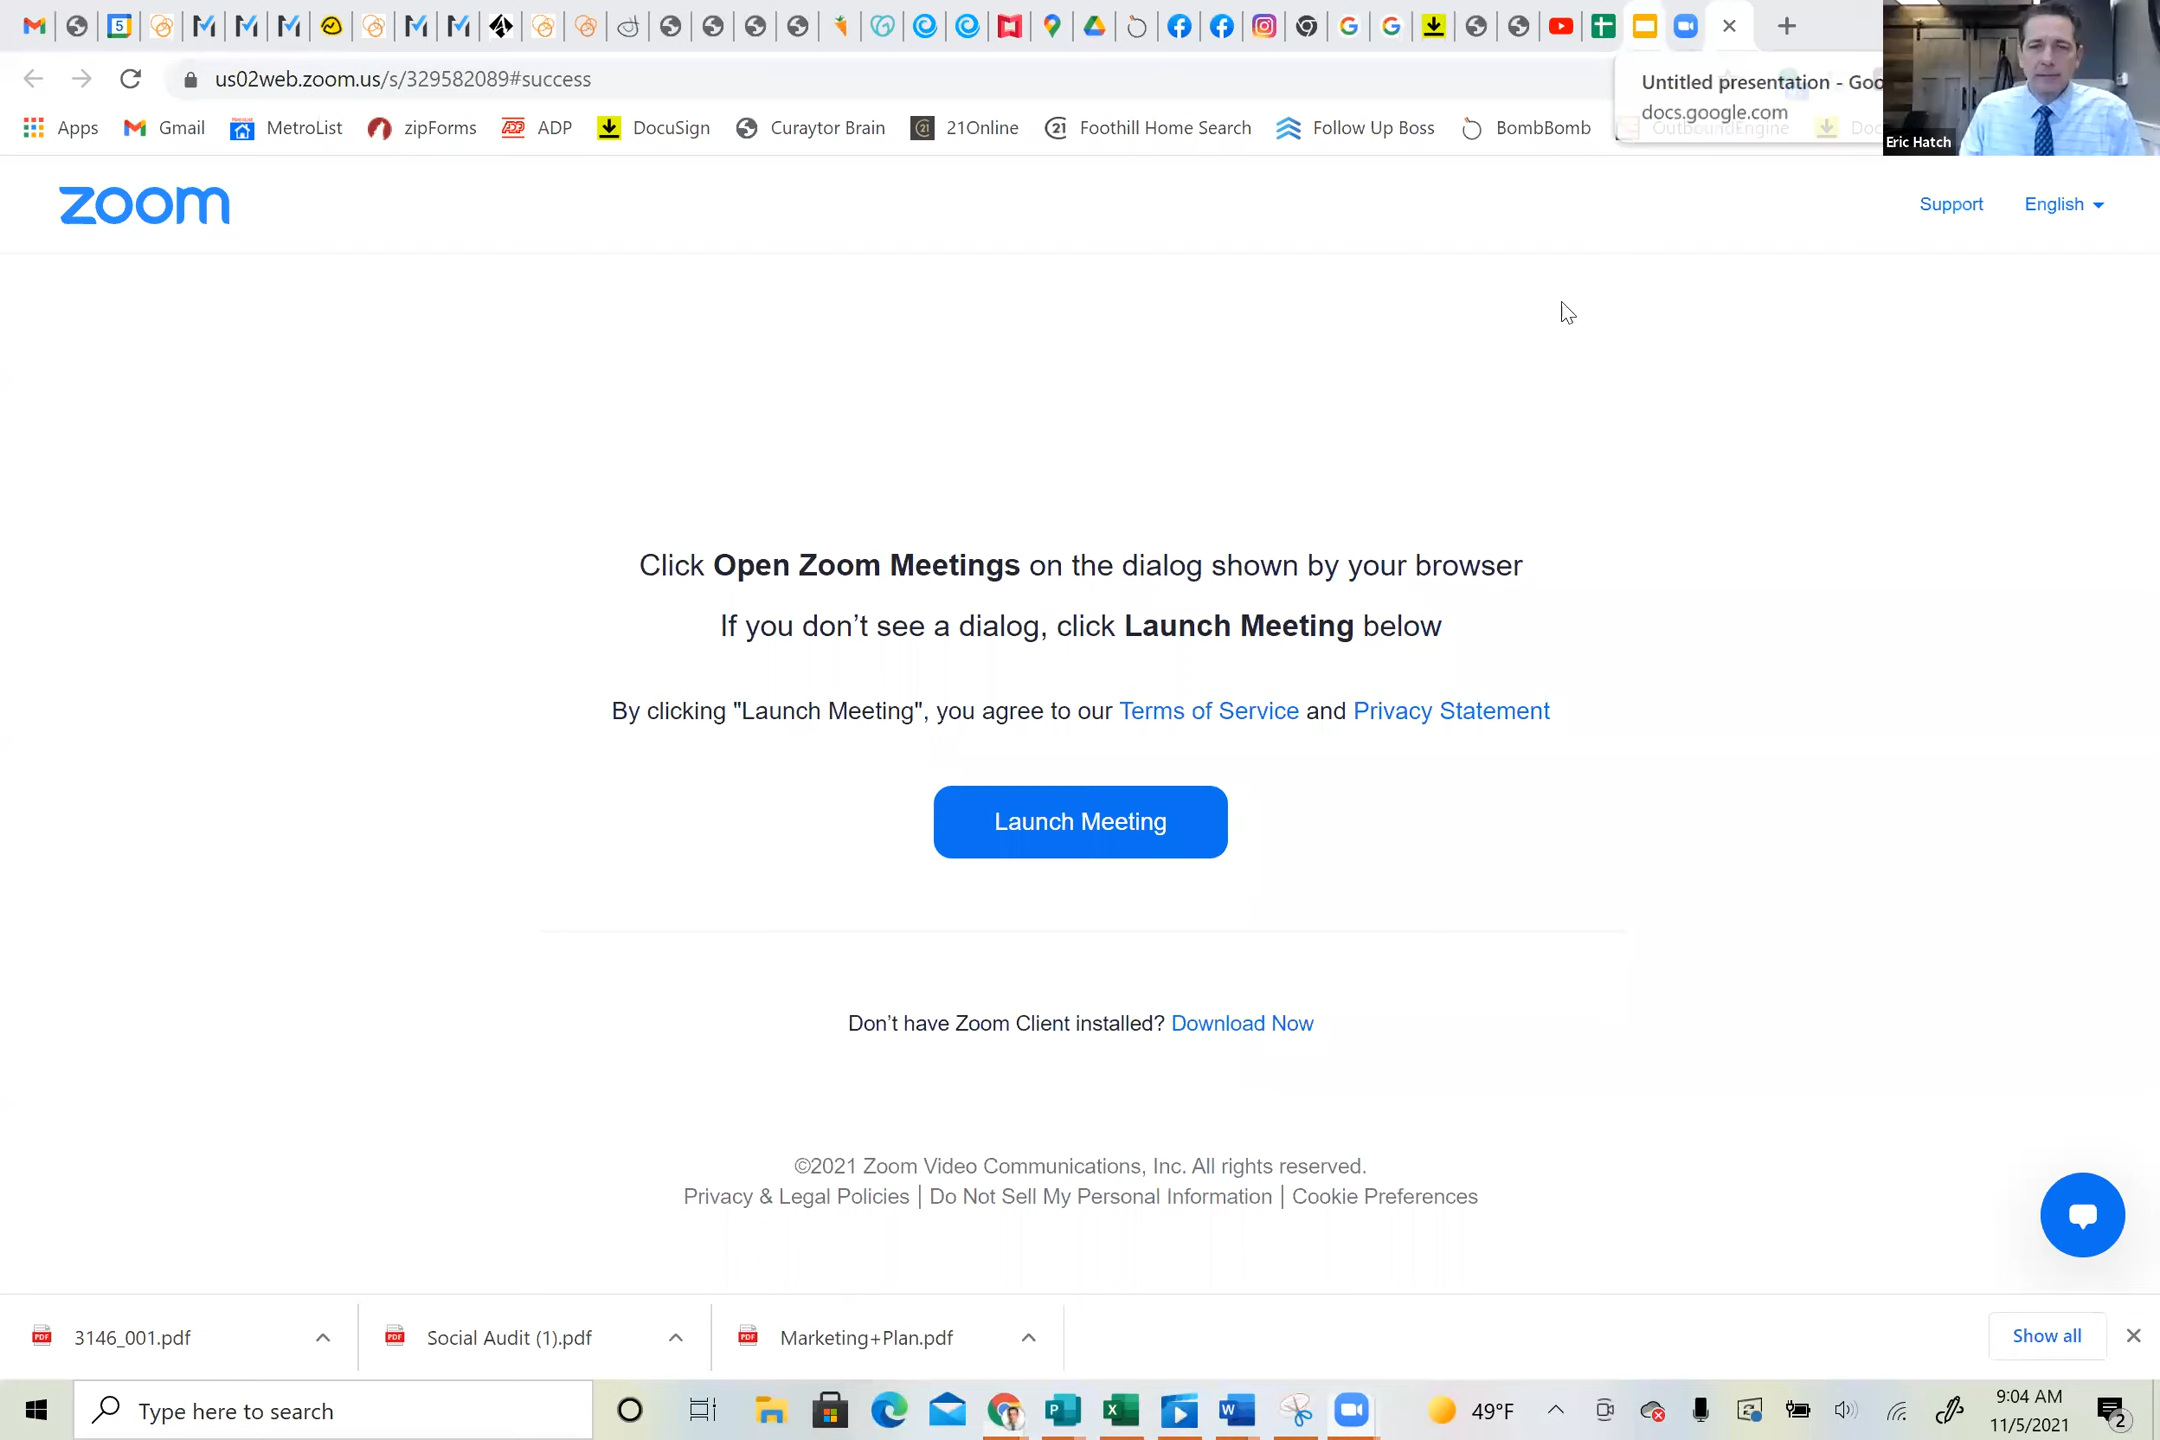 5
us02web.zoom.us/s/329582089#success
Untitled presentation - Goo
docs.google.com
Apps
Gmail
MetroList
zipForms
ADP
DocuSign
Curaytor Brain
21Online
Foothill Home Search
Follow Up Boss
BombBomb
OutboundEngine
Eric Hatch
zoom
Support
English
Click Open Zoom Meetings on the dialog shown by your browser
If you don’t see a dialog, click Launch Meeting below
By clicking "Launch Meeting", you agree to our Terms of Service and Privacy Statement
Launch Meeting
Don’t have Zoom Client installed? Download Now
©2021 Zoom Video Communications, Inc. All rights reserved.
Privacy & Legal Policies | Do Not Sell My Personal Information | Cookie Preferences
3146_001.pdf
Social Audit (1).pdf
Marketing+Plan.pdf
Show all
Type here to search
49°F
9:04 AM
11/5/2021
2